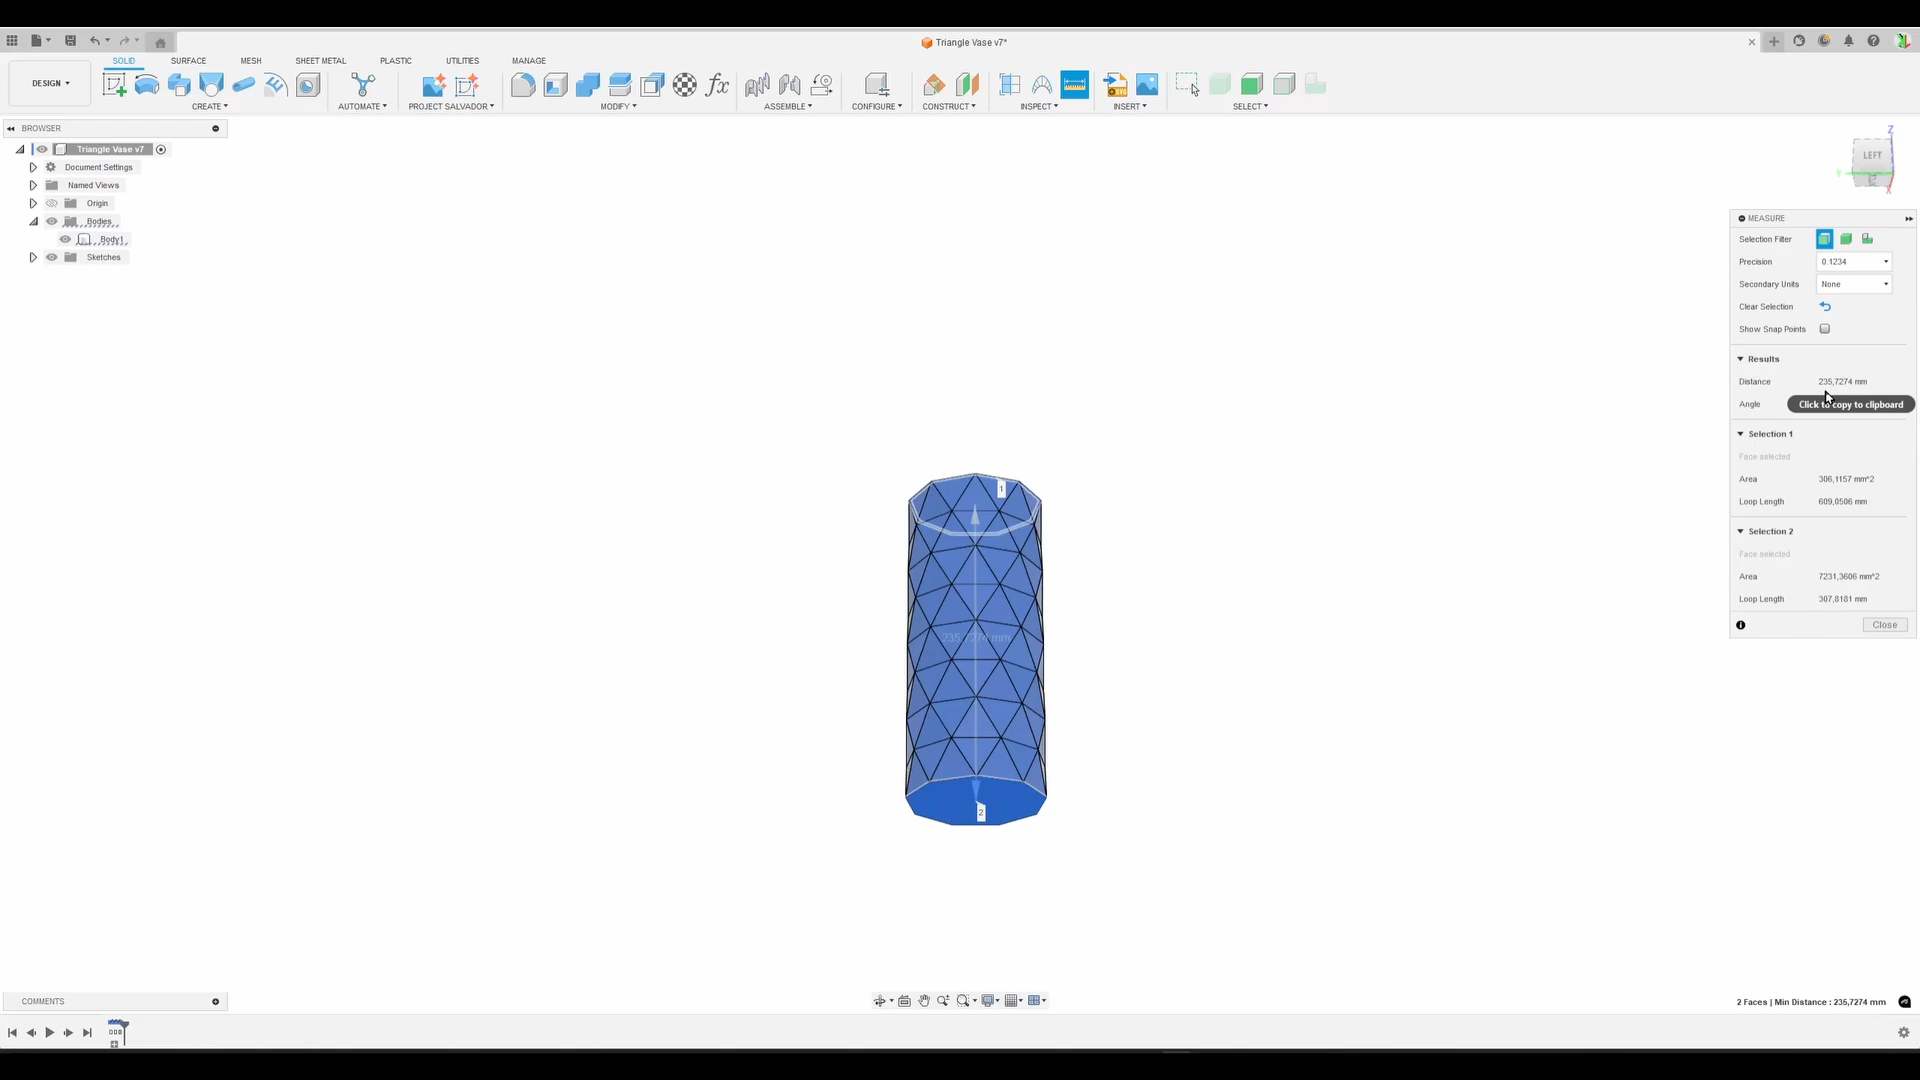 Triangle Vase v7*
SOLID SURFACE MESH SHEET METAL PLASTIC UTILITIES MANAGE
DESIGN
CREATE AUTOMATE PROJECT SALVADOR MODIFY ASSEMBLE CONFIGURE CONSTRUCT INSPECT INSERT SELECT
BROWSER
Triangle Vase v7
Document Settings
Named Views
Origin
Bodies
Body1
Sketches
Z
LEFT
Y
X
MEASURE
Selection Filter
Precision 0.1234
Secondary Units None
Clear Selection
Show Snap Points
Results
Distance 235,7274 mm
Angle
Click to copy to clipboard
Selection 1
Face selected
Area 306,1157 mm^2
Loop Length 609,0506 mm
Selection 2
Face selected
Area 7231,3606 mm^2
Loop Length 307,8181 mm
Close
1
235,7274 mm
2
COMMENTS
2 Faces | Min Distance : 235,7274 mm